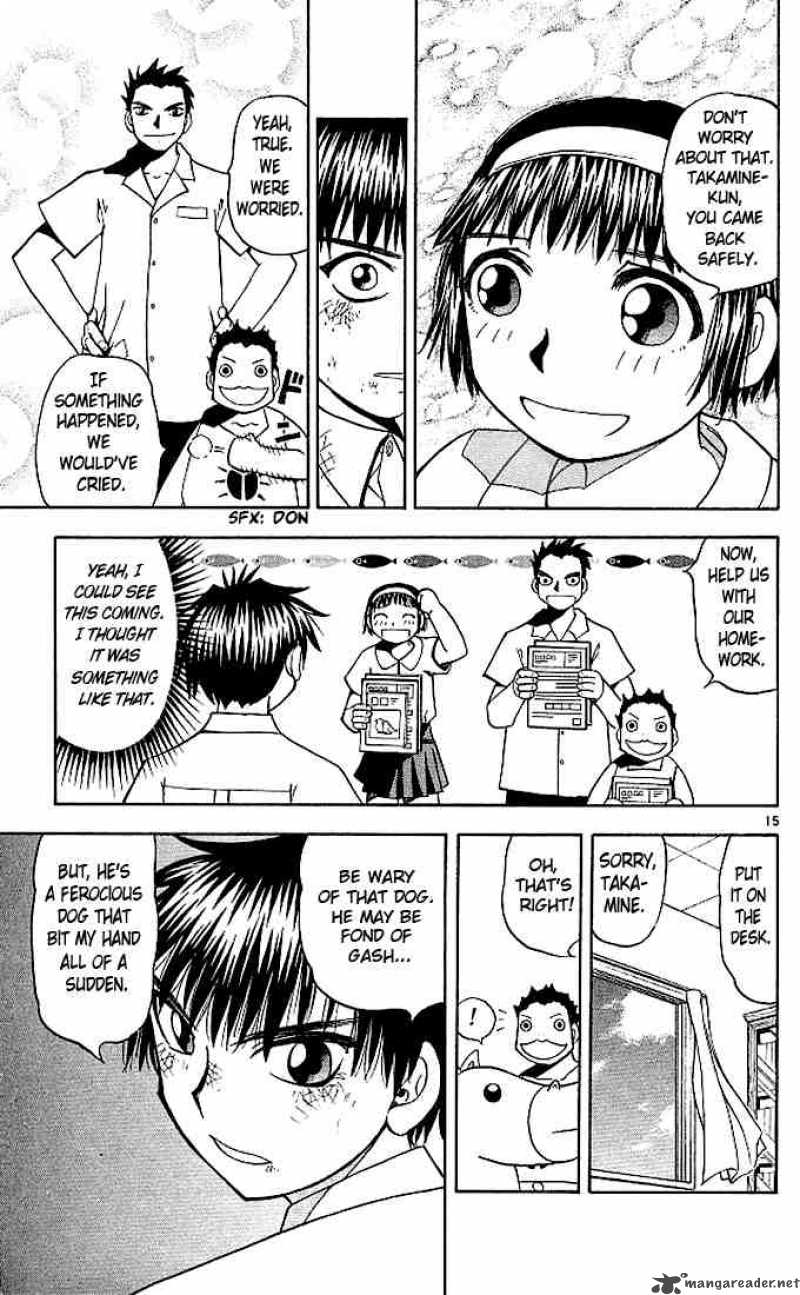 DON'T
WORRY
ABOUT THAT.
TAKAMINE-
KUN,
YOU CAME
BACK
SAFELY.
YEAH,
TRUE.
WE
WERE
WORRIED.
IF
SOMETHING
HAPPENED,
WE
WOULD'VE
CRIED.
ドンッ
SFX: DON
NOW,
HELP US
WITH
OUR
HOME-
WORK.
YEAH, I
COULD SEE
THIS COMING.
I THOUGHT
IT WAS
SOMETHING
LIKE THAT.
15
PUT
IT ON
THE
DESK.
SORRY,
TAKA-
MINE.
OH,
THAT'S
RIGHT!
!
BE WARY
OF THAT DOG.
HE MAY BE
FOND OF
GASH...
BUT, HE'S
A FEROCIOUS
DOG THAT
BIT MY HAND
ALL OF A
SUDDEN.
mangareader.net